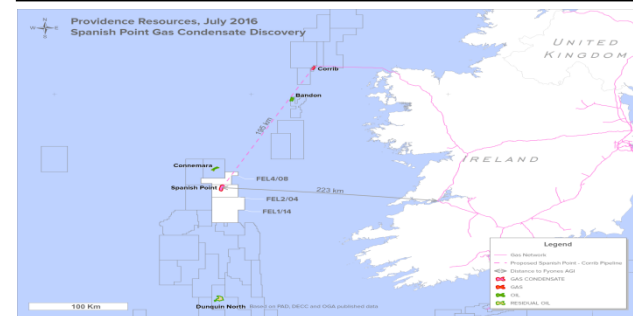 Providence Resources, July 2016
Spanish Point Gas Condensate Discovery
N
W
E
S
UNITED
KINGDOM
Corrib
Bandon
195 km
IRELAND
Connemara
FEL4/08
Spanish Point
223 km
FEL2/04
FEL1/14
Legend
Gas Network
Proposed Spanish Point - Corrib Pipeline
Distance to Foynes AGI
GAS CONDENSATE
GAS
OIL
RESIDUAL OIL
100 Km
Dunquin North
Based on PAD, DECC and OGA published data